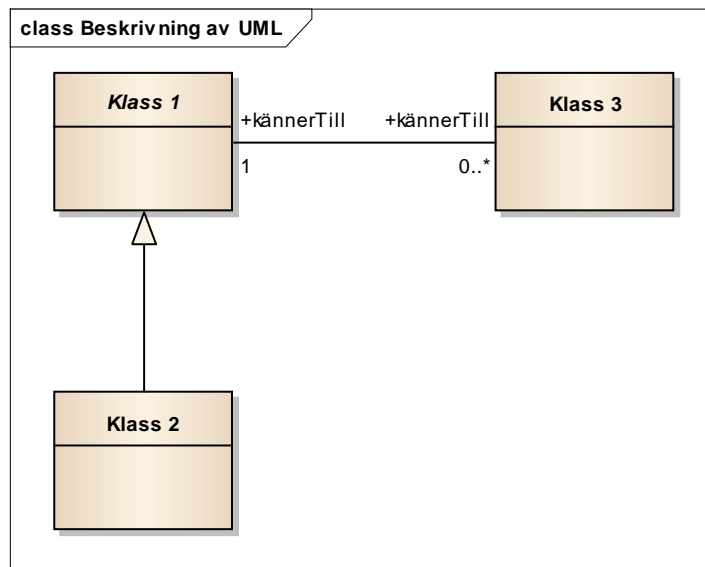 class Beskrivning av UML
Klass 1
Klass 3
+kännerTill
+kännerTill
1
0..*
Klass 2